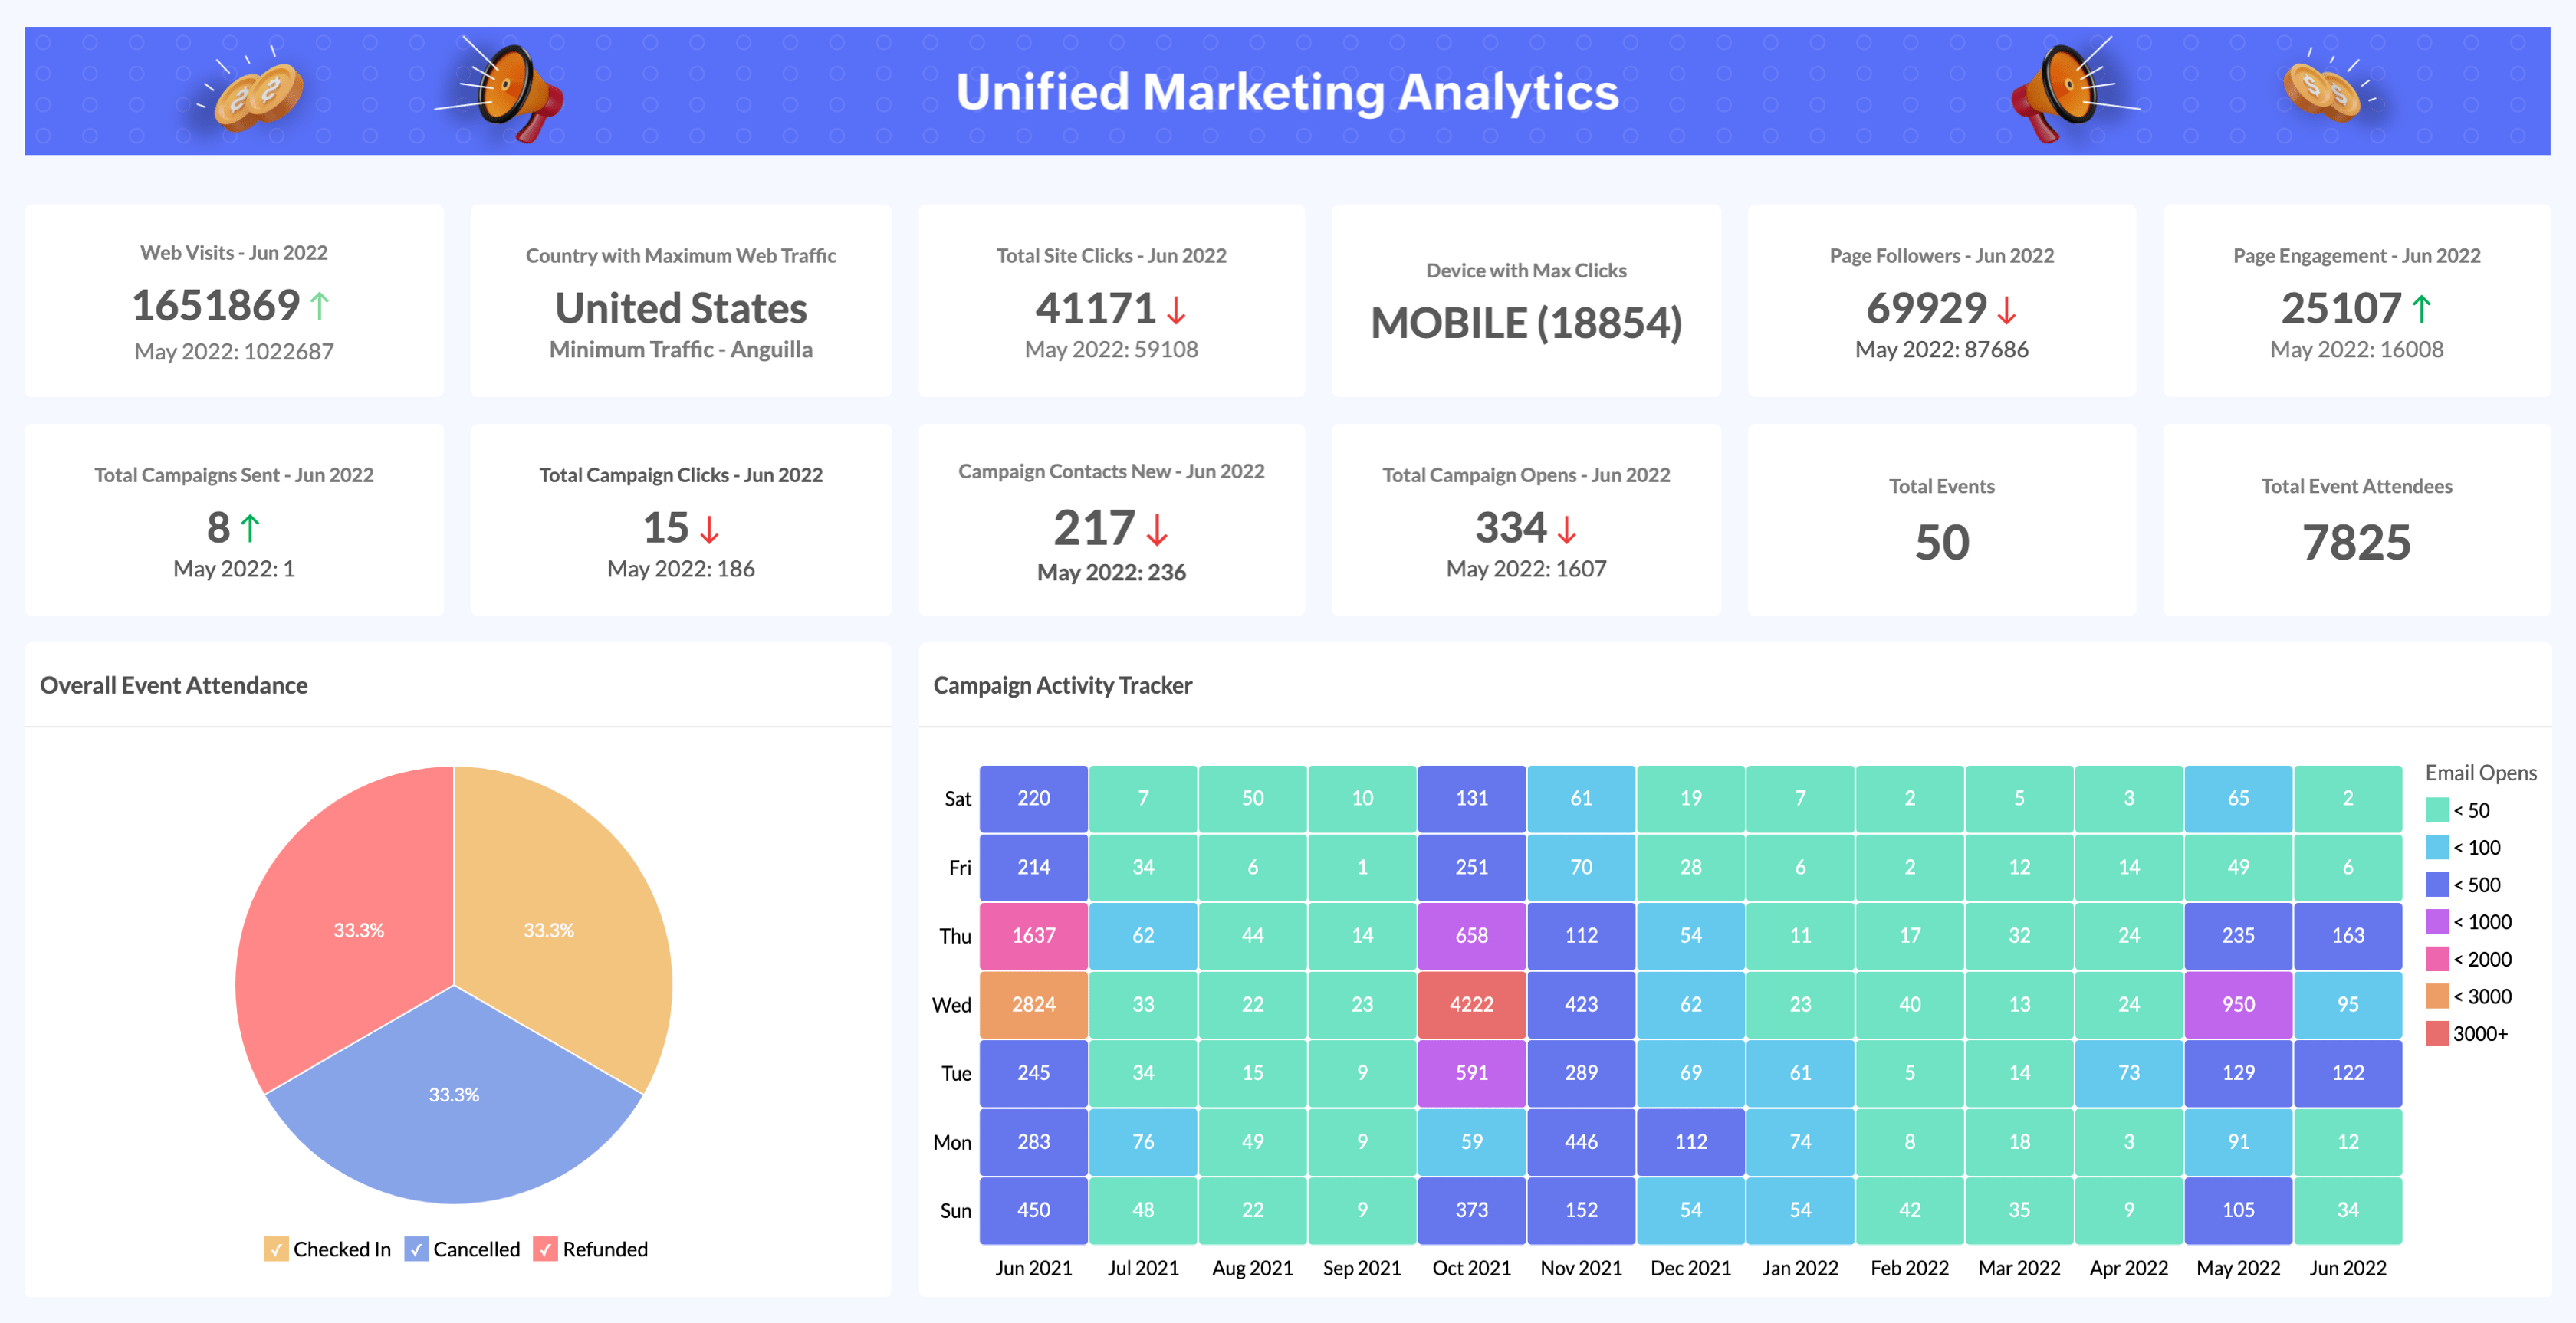 Unified Marketing Analytics
Web Visits - Jun 2022
1651869 ↑
May 2022: 1022687
Country with Maximum Web Traffic
United States
Minimum Traffic - Anguilla
Total Site Clicks - Jun 2022
41171 ↓
May 2022: 59108
Device with Max Clicks
MOBILE (18854)
Page Followers - Jun 2022
69929 ↓
May 2022: 87686
Page Engagement - Jun 2022
25107 ↑
May 2022: 16008
Total Campaigns Sent - Jun 2022
8 ↑
May 2022: 1
Total Campaign Clicks - Jun 2022
15 ↓
May 2022: 186
Campaign Contacts New - Jun 2022
217 ↓
May 2022: 236
Total Campaign Opens - Jun 2022
334 ↓
May 2022: 1607
Total Events
50
Total Event Attendees
7825
Overall Event Attendance
33.3% 33.3%
33.3%
Checked In Cancelled Refunded
Campaign Activity Tracker
Sat 220 7 50 10 131 61 19 7 2 5 3 65 2
Fri 214 34 6 1 251 70 28 6 2 12 14 49 6
Thu 1637 62 44 14 658 112 54 11 17 32 24 235 163
Wed 2824 33 22 23 4222 423 62 23 40 13 24 950 95
Tue 245 34 15 9 591 289 69 61 5 14 73 129 122
Mon 283 76 49 9 59 446 112 74 8 18 3 91 12
Sun 450 48 22 9 373 152 54 54 42 35 9 105 34
Jun 2021 Jul 2021 Aug 2021 Sep 2021 Oct 2021 Nov 2021 Dec 2021 Jan 2022 Feb 2022 Mar 2022 Apr 2022 May 2022 Jun 2022
Email Opens
< 50
< 100
< 500
< 1000
< 2000
< 3000
3000+